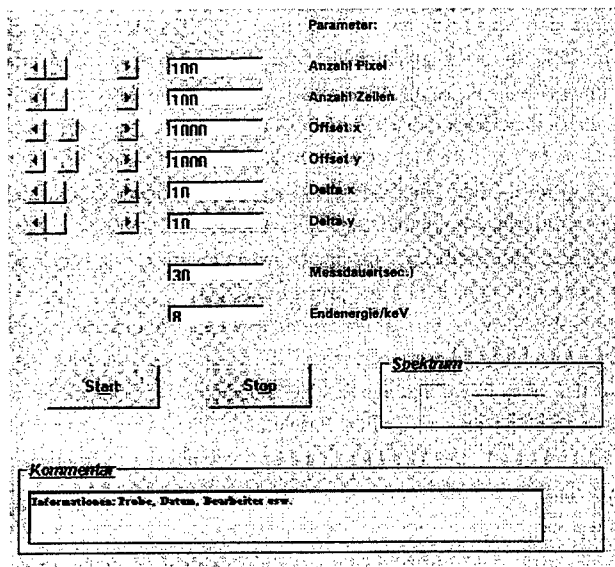 Parameter:
100 Anzahl Pixel
100 Anzahl Zeilen
1000 Offset x
1000 Offset y
10 Delta x
10 Delta y
30 Messdauer(sec.)
8 Endenergie/keV
Start Stop Spektrum
Kommentar
Informationen: Probe, Datum, Bearbeiter usw.